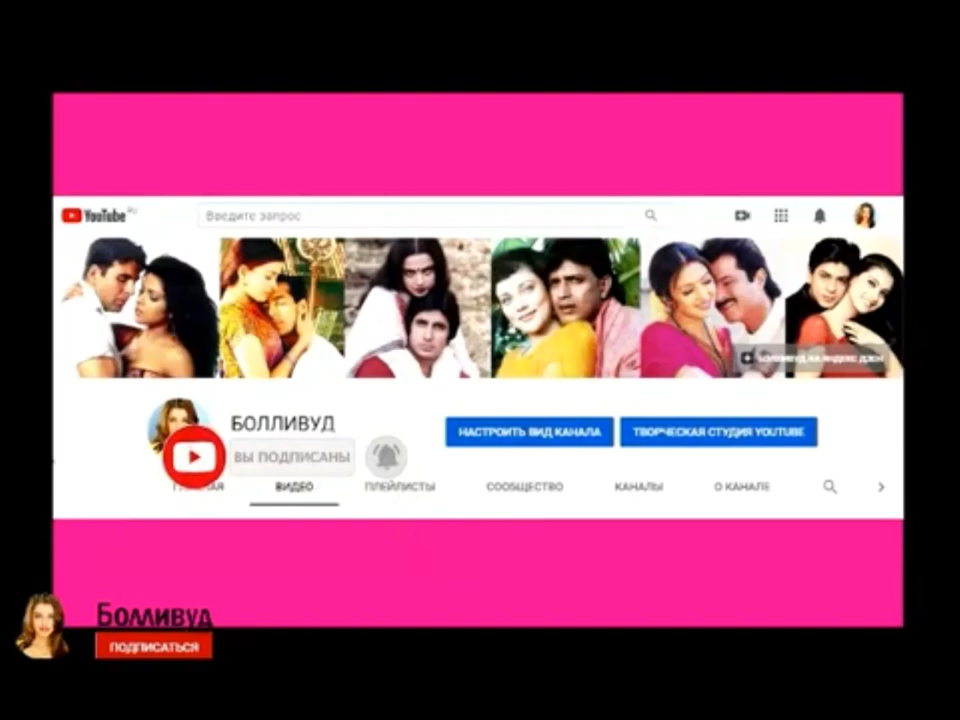 YouTube RU
Введите запрос
БОЛЛИВУД НА ЯНДЕКС ДЗЕН
БОЛЛИВУД
НАСТРОИТЬ ВИД КАНАЛА
ТВОРЧЕСКАЯ СТУДИЯ YOUTUBE
ВЫ ПОДПИСАНЫ
ВИДЕО
ПЛЕЙЛИСТЫ
СООБЩЕСТВО
КАНАЛЫ
О КАНАЛЕ
Болливуд
ПОДПИСАТЬСЯ